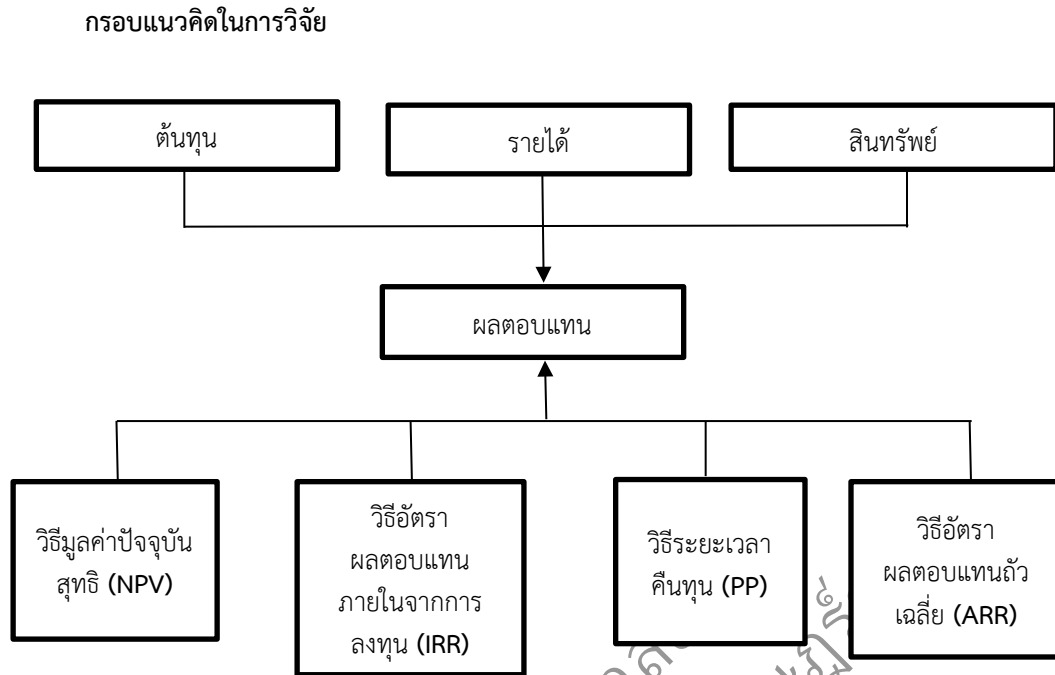 กรอบแนวคิดในการวิจัย
ต้นทุน
รายได้
สินทรัพย์
ผลตอบแทน
วิธีมูลค่าปัจจุบัน
สุทธิ (NPV)
วิธีอัตรา
ผลตอบแทน
ภายในจากการ
ลงทุน (IRR)
วิธีระยะเวลา
คืนทุน (PP)
วิธีอัตรา
ผลตอบแทนถัว
เฉลี่ย (ARR)